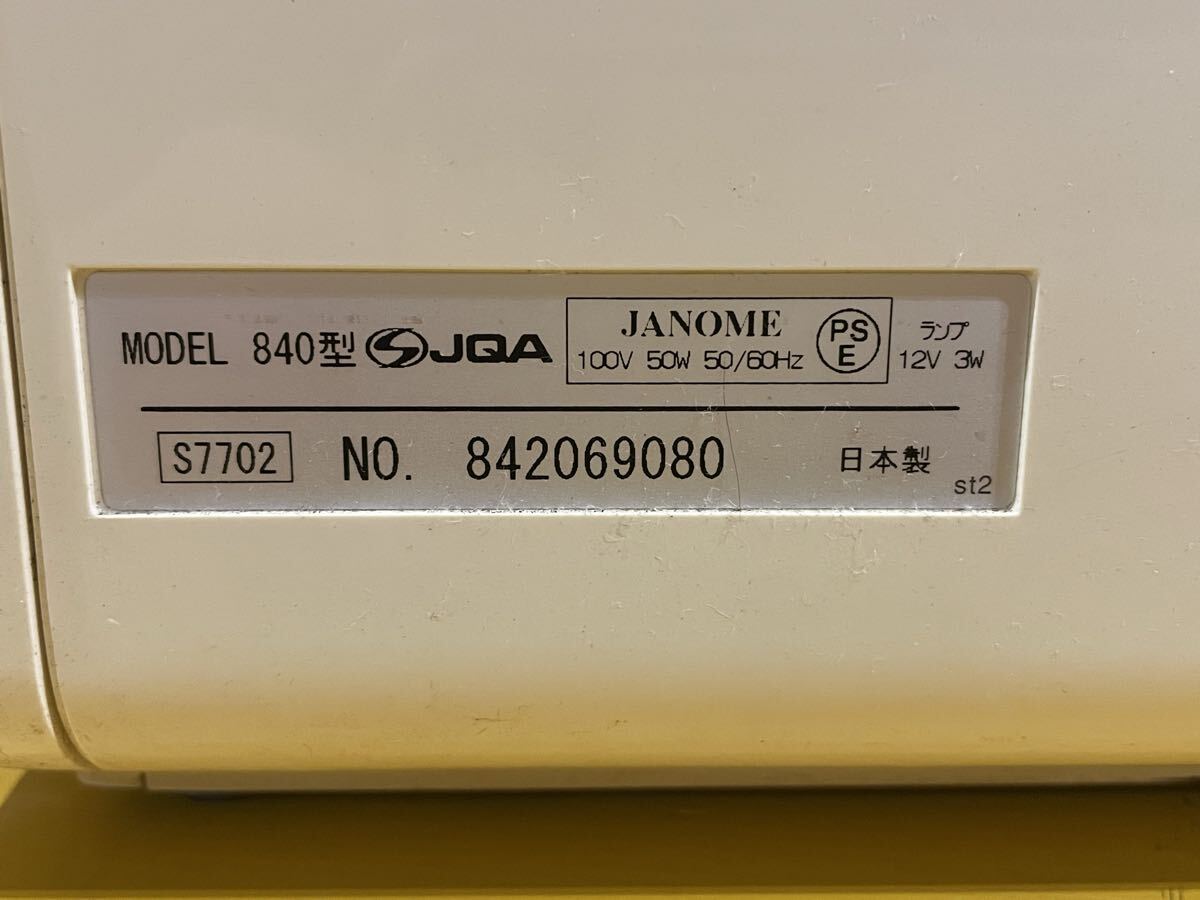 MODEL 840型 S JQA
JANOME
100V 50W 50/60Hz
PS
E
ランプ
12V 3W
S7702 NO. 842069080 日本製
st2